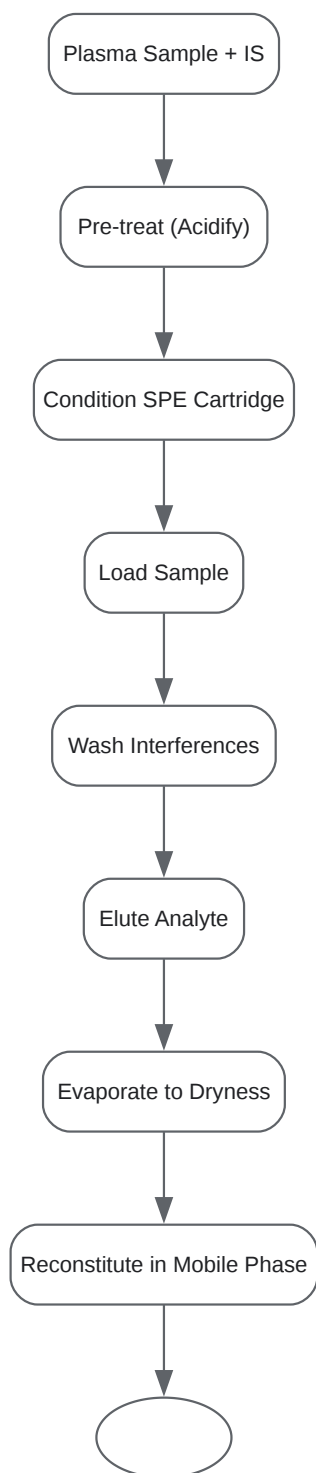 Plasma Sample + IS
Pre-treat (Acidify)
Condition SPE Cartridge
Load Sample
Wash Interferences
Elute Analyte
Evaporate to Dryness
Reconstitute in Mobile Phase